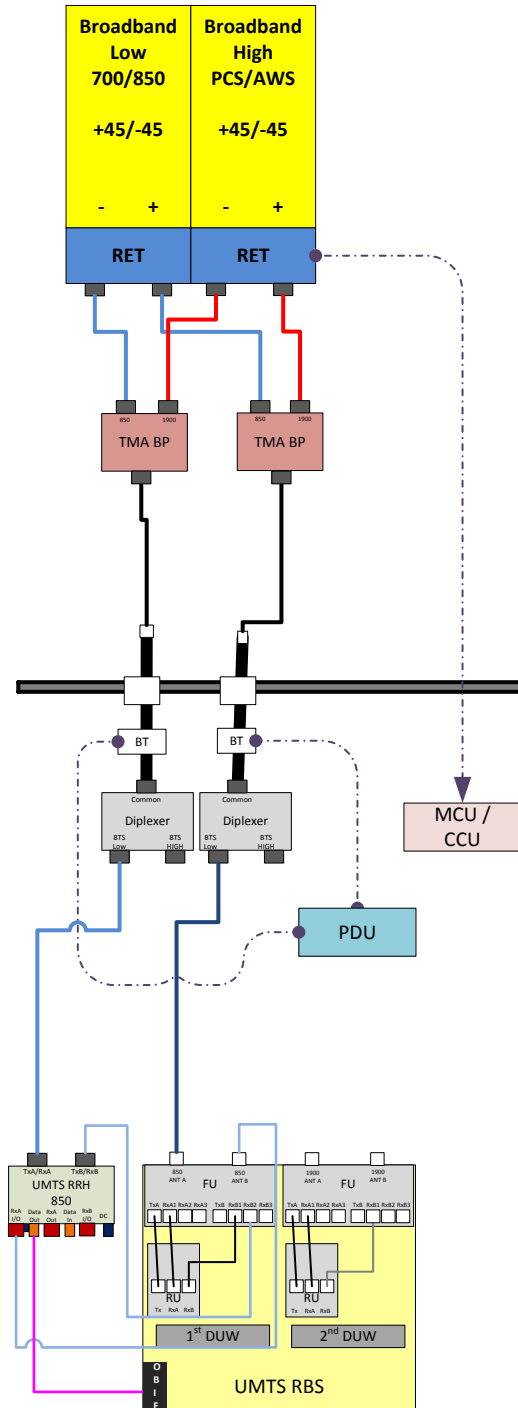 Broadband
Low
700/850
+45/-45
- +
Broadband
High
PCS/AWS
+45/-45
- +
RET
RET
850 1900
TMA BP
850 1900
TMA BP
BT
BT
Common
Diplexer
BTS
Low
BTS
HIGH
Common
Diplexer
BTS
Low
BTS
HIGH
MCU /
CCU
PDU
TxA/RxA TxB/RxB
UMTS RRH
850
RxA
I/O
Data
Out
RxA
Out
Data
In
RxB
I/O
DC
850
ANT A
FU
850
ANT B
TxA RxA1 RxA2 RxA3 TxB RxB1 RxB2 RxB3
1900
ANT A
FU
1900
ANT B
TxA RxA1 RxA2 RxA3 TxB RxB1 RxB2 RxB3
RU
Tx RxA RxB
RU
Tx RxA RxB
1st DUW
2nd DUW
OBIF
UMTS RBS